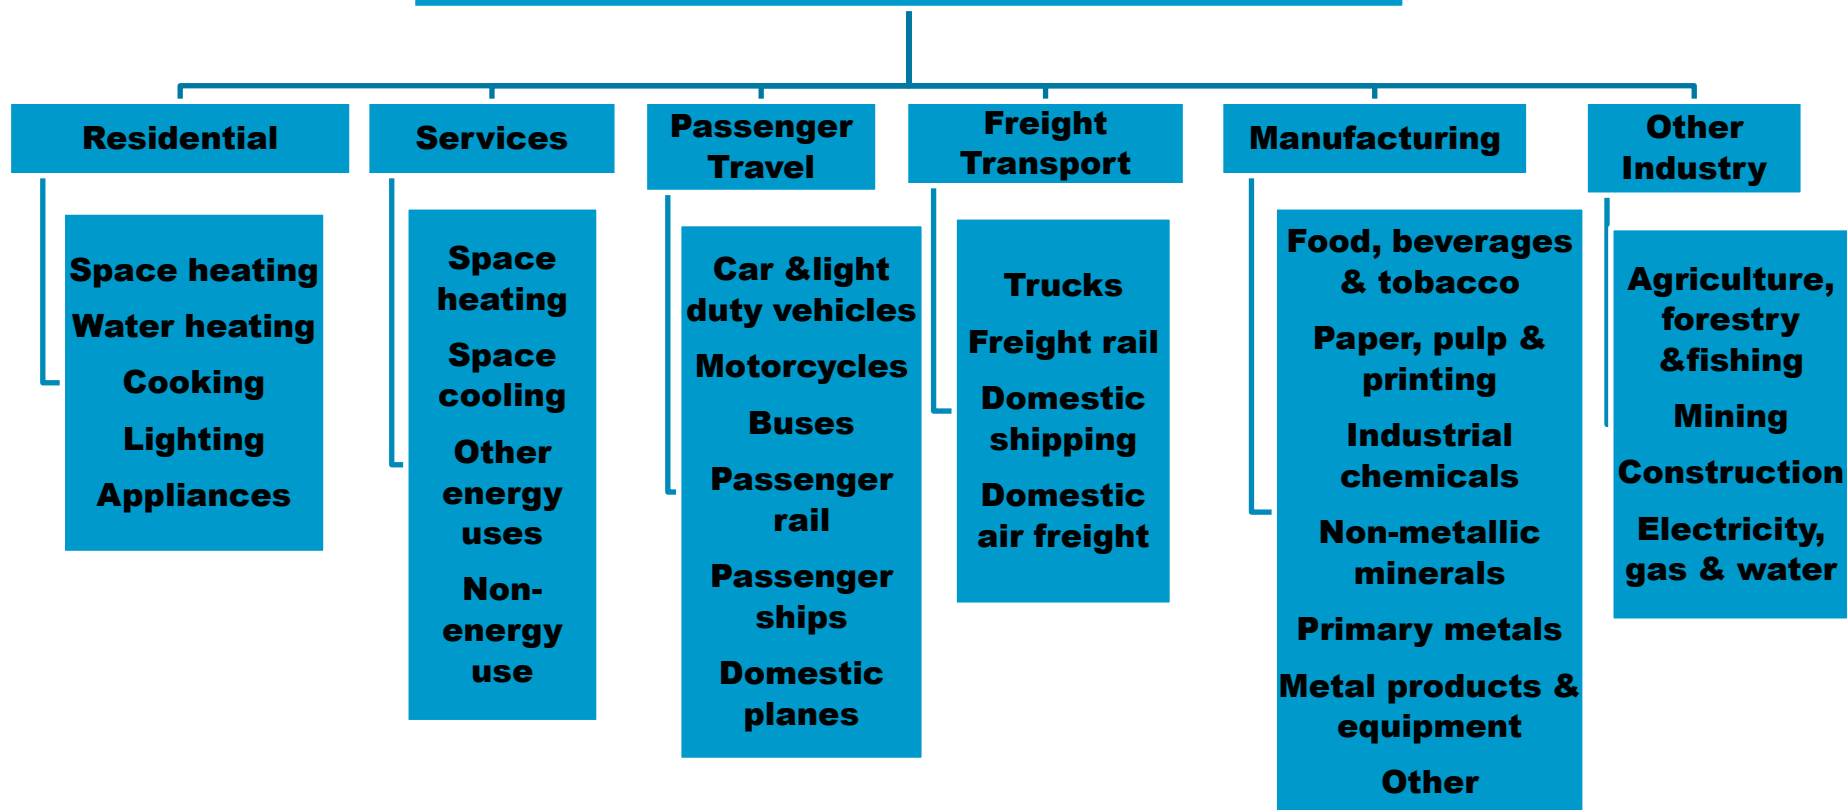 Residential
Space heating
Water heating
Cooking
Lighting
Appliances
Services
Space
heating
Space
cooling
Other
energy
uses
Non-
energy
use
Passenger
Travel
Car &light
duty vehicles
Motorcycles
Buses
Passenger
rail
Passenger
ships
Domestic
planes
Freight
Transport
Trucks
Freight rail
Domestic
shipping
Domestic
air freight
Manufacturing
Food, beverages
& tobacco
Paper, pulp &
printing
Industrial
chemicals
Non-metallic
minerals
Primary metals
Metal products &
equipment
Other
Other
Industry
Agriculture,
forestry
&fishing
Mining
Construction
Electricity,
gas & water